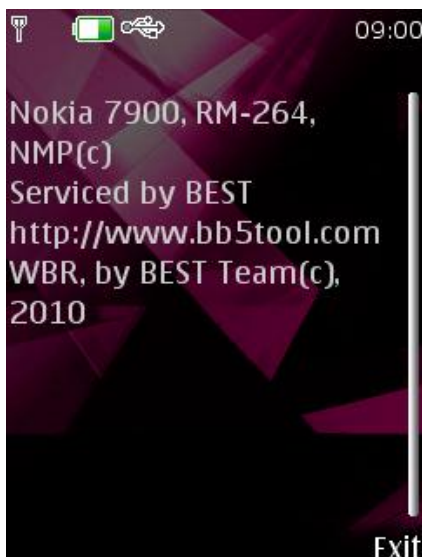 09:00
Nokia 7900, RM-264,
NMP(c)
Serviced by BEST
http://www.bb5tool.com
WBR, by BEST Team(c),
2010
Exit